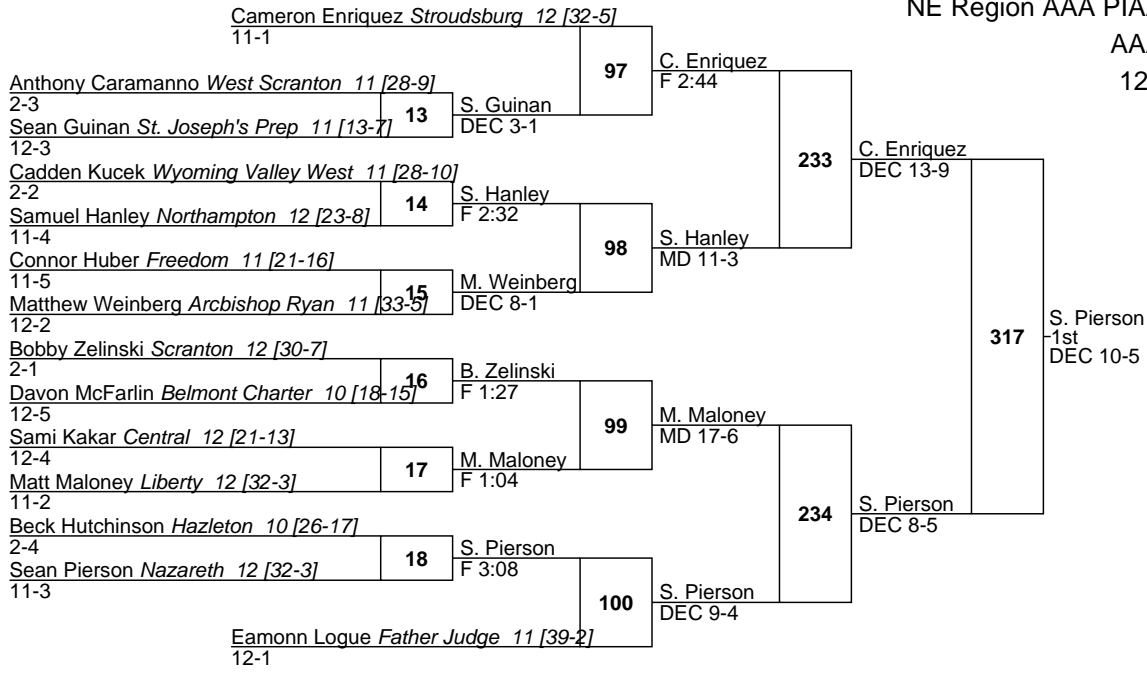 NE Region AAA PIA
AA
12
Cameron Enriquez Stroudsburg 12 [32-5]
11-1
97
C. Enriquez
F 2:44
Anthony Caramanno West Scranton 11 [28-9]
2-3
13
S. Guinan
DEC 3-1
Sean Guinan St. Joseph's Prep 11 [13-7]
12-3
233
C. Enriquez
DEC 13-9
Cadden Kucek Wyoming Valley West 11 [28-10]
2-2
14
S. Hanley
F 2:32
Samuel Hanley Northampton 12 [23-8]
11-4
98
S. Hanley
MD 11-3
Connor Huber Freedom 11 [21-16]
11-5
15
M. Weinberg
DEC 8-1
Matthew Weinberg Arcbishop Ryan 11 [33-5]
12-2
317
S. Pierson
1st
DEC 10-5
Bobby Zelinski Scranton 12 [30-7]
2-1
16
B. Zelinski
F 1:27
Davon McFarlin Belmont Charter 10 [18-15]
12-5
99
M. Maloney
MD 17-6
Sami Kakar Central 12 [21-13]
12-4
17
M. Maloney
F 1:04
Matt Maloney Liberty 12 [32-3]
11-2
234
S. Pierson
DEC 8-5
Beck Hutchinson Hazleton 10 [26-17]
2-4
18
S. Pierson
F 3:08
Sean Pierson Nazareth 12 [32-3]
11-3
100
S. Pierson
DEC 9-4
Eamonn Logue Father Judge 11 [39-2]
12-1